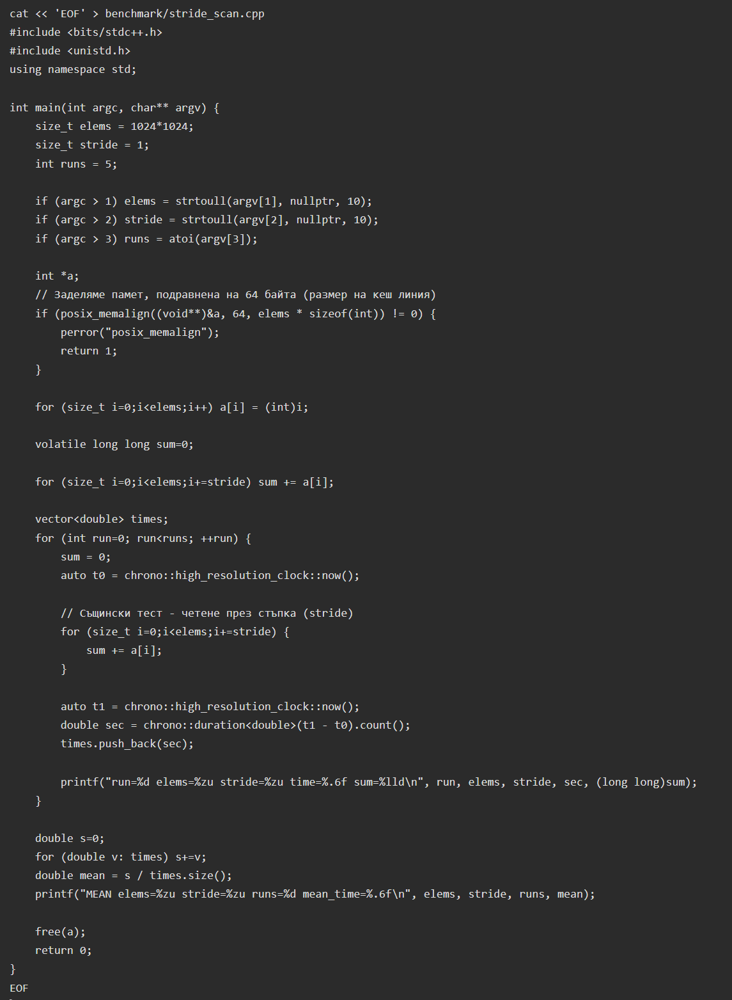 cat << 'EOF' > benchmark/stride_scan.cpp
#include <bits/stdc++.h>
#include <unistd.h>
using namespace std;

int main(int argc, char** argv) {
    size_t elems = 1024*1024;
    size_t stride = 1;
    int runs = 5;

    if (argc > 1) elems = strtoull(argv[1], nullptr, 10);
    if (argc > 2) stride = strtoull(argv[2], nullptr, 10);
    if (argc > 3) runs = atoi(argv[3]);

    int *a;
    // Заделяме памет, подравнена на 64 байта (размер на кеш линия)
    if (posix_memalign((void**)&a, 64, elems * sizeof(int)) != 0) {
        perror("posix_memalign");
        return 1;
    }

    for (size_t i=0;i<elems;i++) a[i] = (int)i;

    volatile long long sum=0;

    for (size_t i=0;i<elems;i+=stride) sum += a[i];

    vector<double> times;
    for (int run=0; run<runs; ++run) {
        sum = 0;
        auto t0 = chrono::high_resolution_clock::now();

        // Същински тест - четене през стъпка (stride)
        for (size_t i=0;i<elems;i+=stride) {
            sum += a[i];
        }

        auto t1 = chrono::high_resolution_clock::now();
        double sec = chrono::duration<double>(t1 - t0).count();
        times.push_back(sec);

        printf("run=%d elems=%zu stride=%zu time=%.6f sum=%lld\n", run, elems, stride, sec, (long long)sum);
    }

    double s=0;
    for (double v: times) s+=v;
    double mean = s / times.size();
    printf("MEAN elems=%zu stride=%zu runs=%d mean_time=%.6f\n", elems, stride, runs, mean);

    free(a);
    return 0;
}
EOF